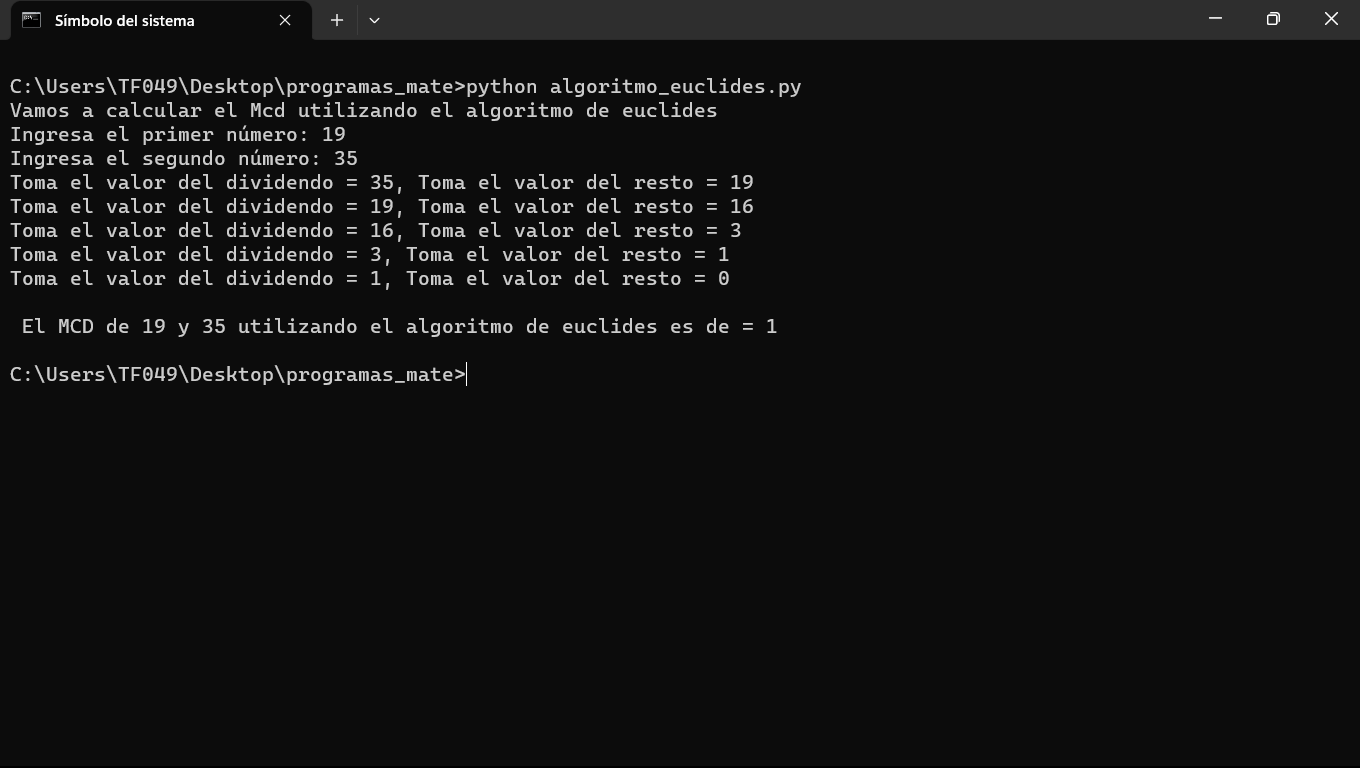 Símbolo del sistema
C:\Users\TF049\Desktop\programas_mate>python algoritmo_euclides.py
Vamos a calcular el Mcd utilizando el algoritmo de euclides
Ingresa el primer número: 19
Ingresa el segundo número: 35
Toma el valor del dividendo = 35, Toma el valor del resto = 19
Toma el valor del dividendo = 19, Toma el valor del resto = 16
Toma el valor del dividendo = 16, Toma el valor del resto = 3
Toma el valor del dividendo = 3, Toma el valor del resto = 1
Toma el valor del dividendo = 1, Toma el valor del resto = 0
El MCD de 19 y 35 utilizando el algoritmo de euclides es de = 1
C:\Users\TF049\Desktop\programas_mate>